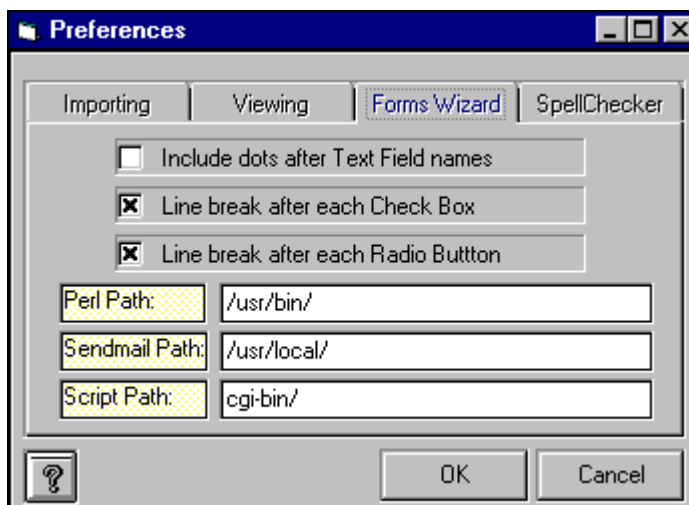 Preferences
Importing Viewing Forms Wizard SpellChecker
Include dots after Text Field names
Line break after each Check Box
Line break after each Radio Buttton
Perl Path: /usr/bin/
Sendmail Path: /usr/local/
Script Path: cgi-bin/
? OK Cancel